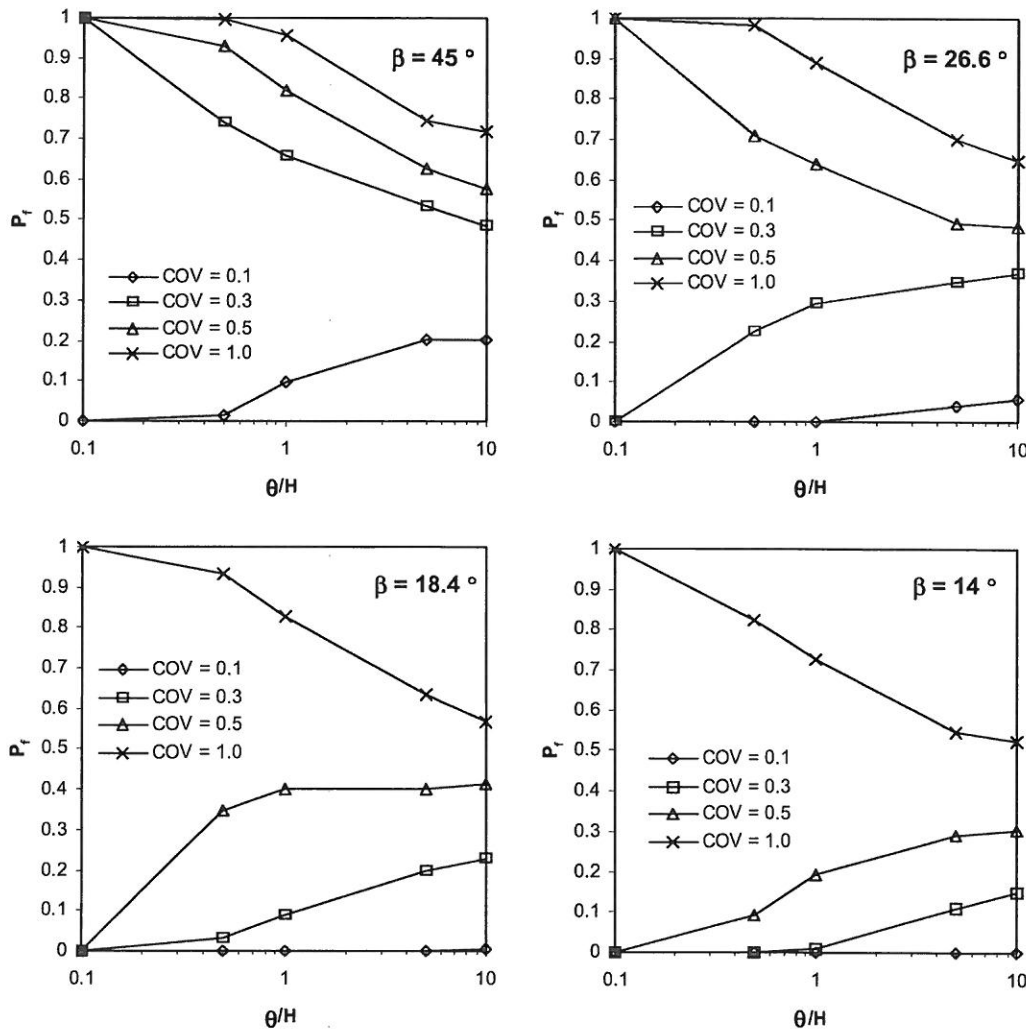 1
0.9
0.8
0.7
0.6
0.5
0.4
0.3
0.2
0.1
0
P_f
β = 45 °
COV = 0.1
COV = 0.3
COV = 0.5
COV = 1.0
0.1
1
10
θ/H
1
0.9
0.8
0.7
0.6
0.5
0.4
0.3
0.2
0.1
0
P_f
β = 26.6 °
COV = 0.1
COV = 0.3
COV = 0.5
COV = 1.0
0.1
1
10
θ/H
1
0.9
0.8
0.7
0.6
0.5
0.4
0.3
0.2
0.1
0
P_f
β = 18.4 °
COV = 0.1
COV = 0.3
COV = 0.5
COV = 1.0
0.1
1
10
θ/H
1
0.9
0.8
0.7
0.6
0.5
0.4
0.3
0.2
0.1
0
P_f
β = 14 °
COV = 0.1
COV = 0.3
COV = 0.5
COV = 1.0
0.1
1
10
θ/H